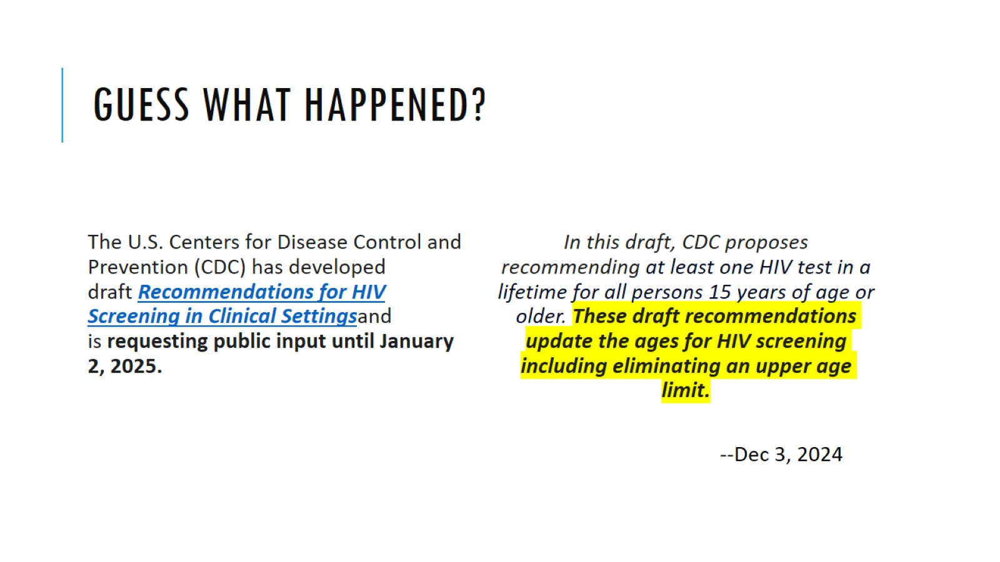 GUESS WHAT HAPPENED?
The U.S. Centers for Disease Control and
Prevention (CDC) has developed
draft Recommendations for HIV
Screening in Clinical Settingsand
is requesting public input until January
2, 2025.
In this draft, CDC proposes
recommending at least one HIV test in a
lifetime for all persons 15 years of age or
older. These draft recommendations
update the ages for HIV screening
including eliminating an upper age
limit.
--Dec 3, 2024